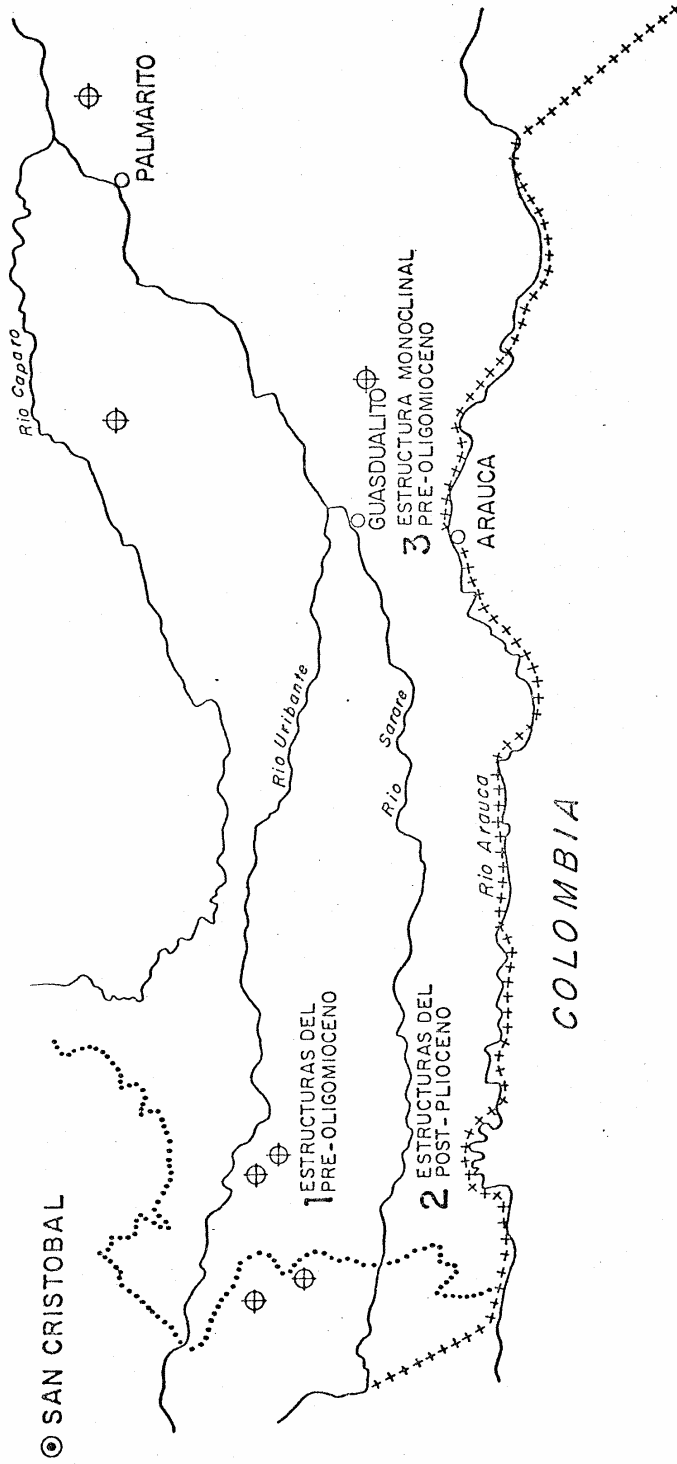 SAN CRISTOBAL
Rio Caparo
PALMARITO
Rio Uribante
GUASDUALITO
3 ESTRUCTURA MONOCLINAL
PRE-OLIGOMIOCENO
1 ESTRUCTURAS DEL
PRE-OLIGOMIOCENO
Rio Sarare
2 ESTRUCTURAS DEL
POST-PLIOCENO
ARAUCA
Rio Arauca
COLOMBIA